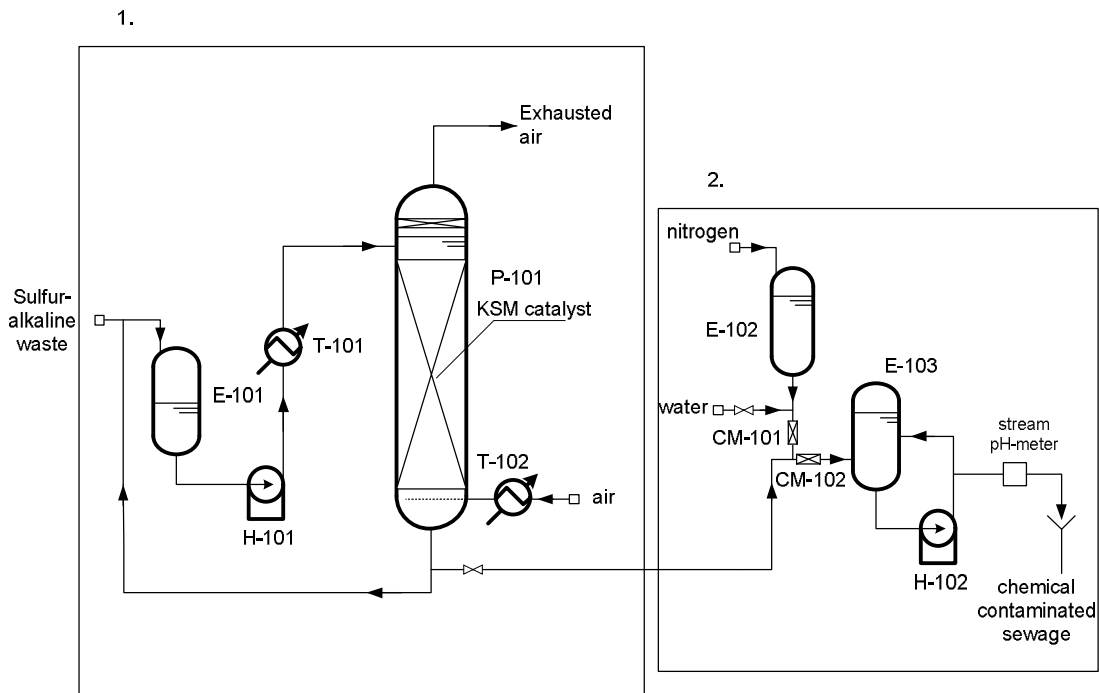 1.
Exhausted
air
2.
nitrogen
P-101
KSM catalyst
Sulfur-
alkaline
waste
E-102
T-101
E-103
E-101
water
CM-101
stream
pH-meter
T-102
CM-102
air
H-101
H-102
chemical
contaminated
sewage